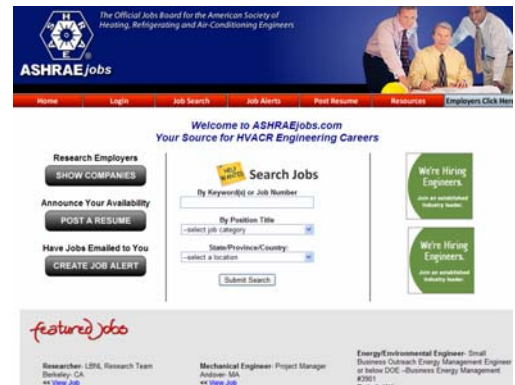 The Official Jobs Board for the American Society of
Heating, Refrigerating and Air-Conditioning Engineers
ASHRAE jobs
Home Login Job Search Job Alerts Post Resume Resources Employers Click Here
Welcome to ASHRAEjobs.com
Your Source for HVACR Engineering Careers
Research Employers
SHOW COMPANIES
Announce Your Availability
POST A RESUME
Have Jobs Emailed to You
CREATE JOB ALERT
HELP WANTED Search Jobs
By Keyword(s) or Job Number
By Position Title
--select job category
State/Province/Country:
--select a location
Submit Search
We're Hiring
Engineers.
Join an established
industry leader.
We're Hiring
Engineers.
Join an established
industry leader.
featured jobs
Researcher- LBNL Research Team
Berkeley- CA
<< View Job
Mechanical Engineer- Project Manager
Andover- MA
<< View Job
Energy/Environmental Engineer- Small
Business Outreach Energy Management Engineer
or below DOE -Business Energy Management
#3901